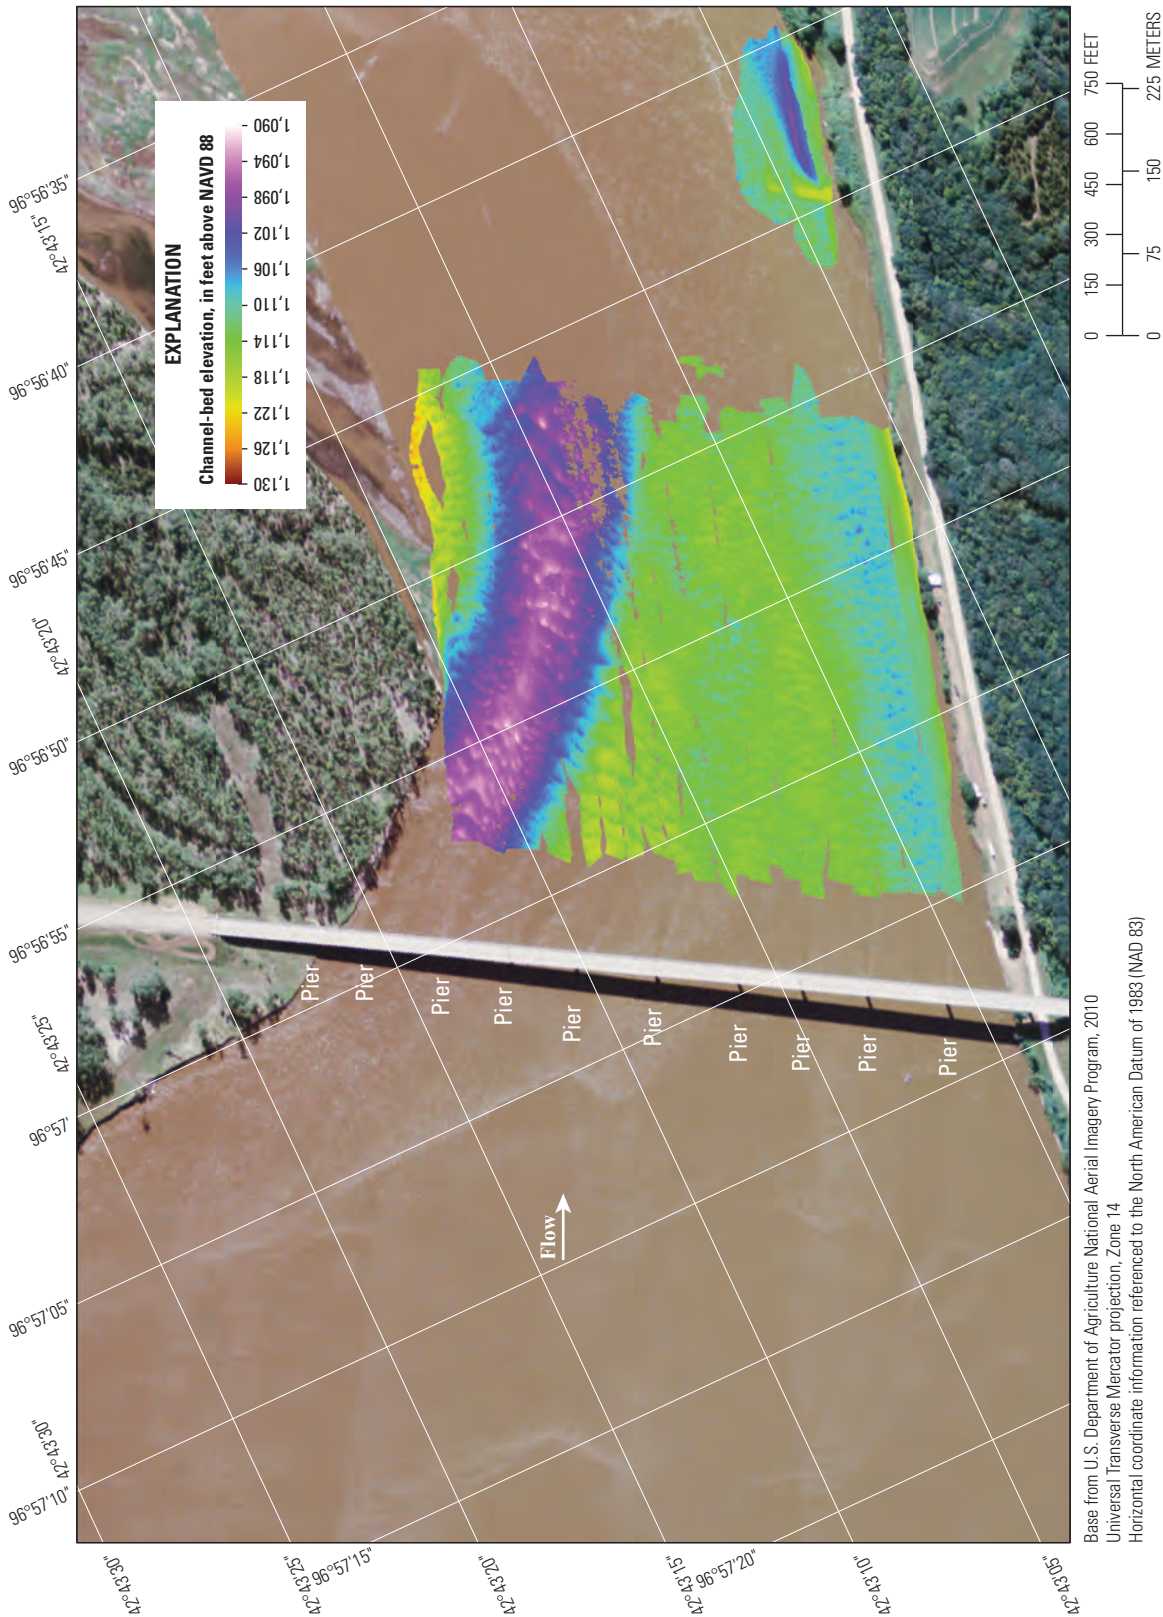 96°56'35"
42°43'15"
96°56'40"
96°56'45"
42°43'20"
96°56'50"
96°56'55"
42°43'25"
96°57'
96°57'05"
42°43'30"
96°57'10"
EXPLANATION
Channel-bed elevation, in feet above NAVD 88
1,130
1,126
1,122
1,118
1,114
1,110
1,106
1,102
1,098
1,094
1,090
Pier
Pier
Pier
Pier
Pier
Pier
Pier
Pier
Pier
Pier
Flow
42°43'30"
42°43'25"
96°57'15"
42°43'20"
42°43'15"
96°57'20"
42°43'10"
42°43'05"
Base from U.S. Department of Agriculture National Aerial Imagery Program, 2010
Universal Transverse Mercator projection, Zone 14
Horizontal coordinate information referenced to the North American Datum of 1983 (NAD 83)
0 150 300 450 600 750 FEET
0 75 150 225 METERS